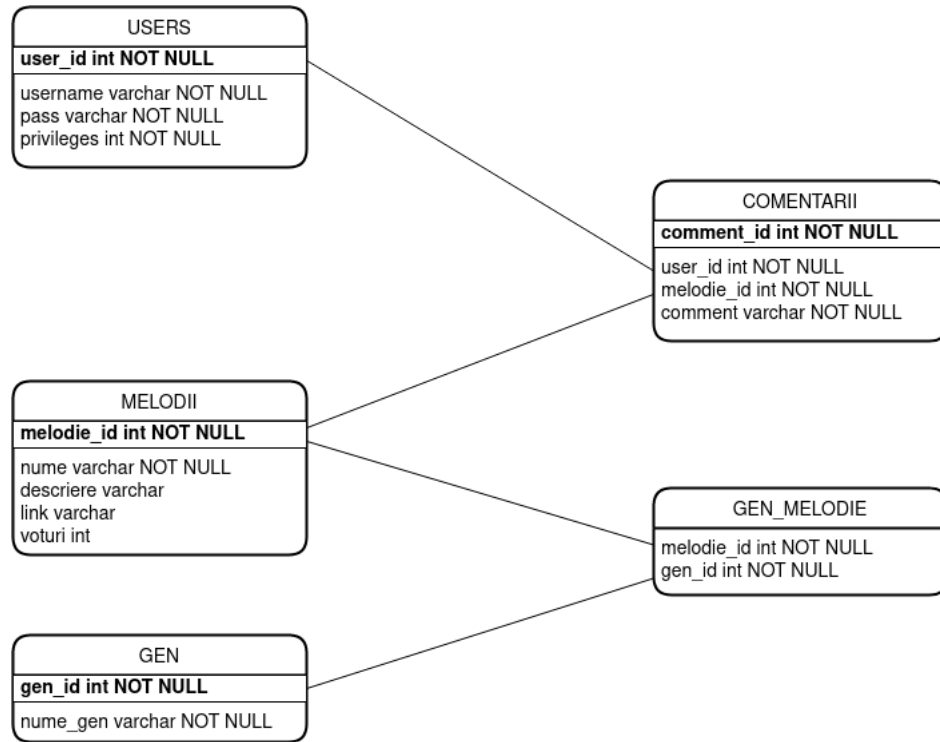 USERS
user_id int NOT NULL
username varchar NOT NULL
pass varchar NOT NULL
privileges int NOT NULL
COMENTARII
comment_id int NOT NULL
user_id int NOT NULL
melodie_id int NOT NULL
comment varchar NOT NULL
MELODII
melodie_id int NOT NULL
nume varchar NOT NULL
descriere varchar
link varchar
voturi int
GEN_MELODIE
melodie_id int NOT NULL
gen_id int NOT NULL
GEN
gen_id int NOT NULL
nume_gen varchar NOT NULL